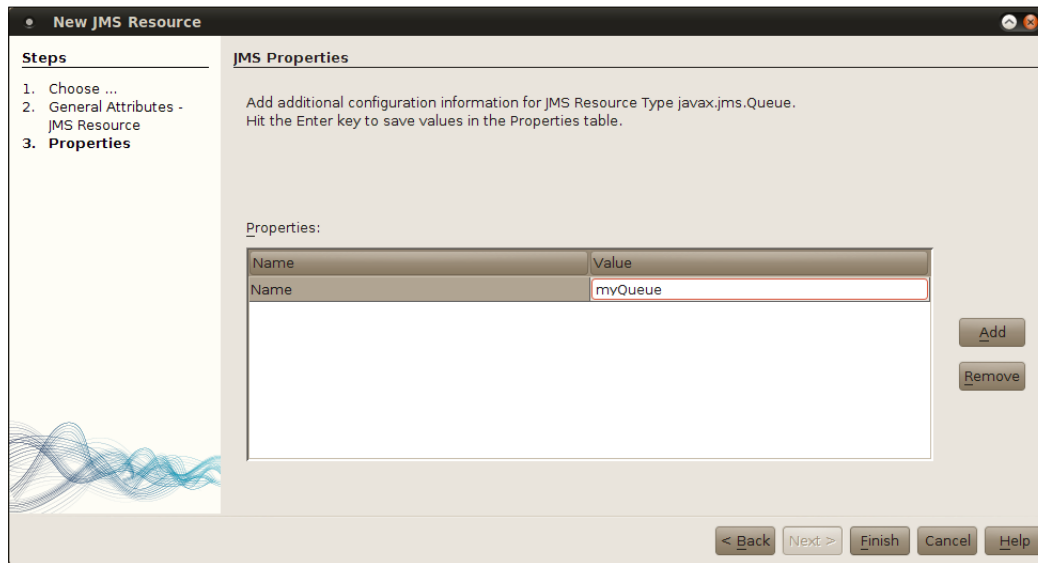 New JMS Resource
Steps
1. Choose ...
2. General Attributes -
JMS Resource
3. Properties
JMS Properties
Add additional configuration information for JMS Resource Type javax.jms.Queue.
Hit the Enter key to save values in the Properties table.
Properties:
Name Value
Name myQueue
Add
Remove
< Back Next > Finish Cancel Help